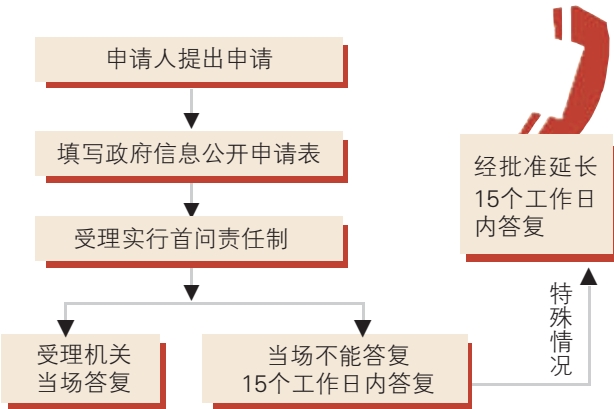 申请人提出申请
填写政府信息公开申请表
受理实行首问责任制
受理机关
当场答复
当场不能答复
15个工作日内答复
特殊情况
经批准延长
15个工作日
内答复